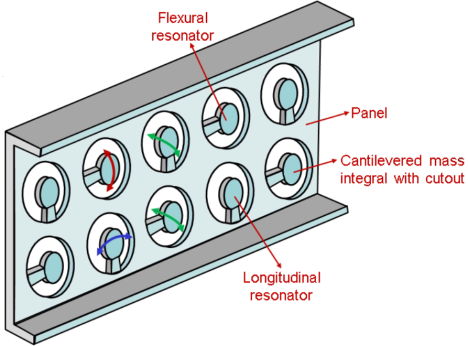 Flexural
resonator
Panel
Cantilevered mass
integral with cutout
Longitudinal
resonator